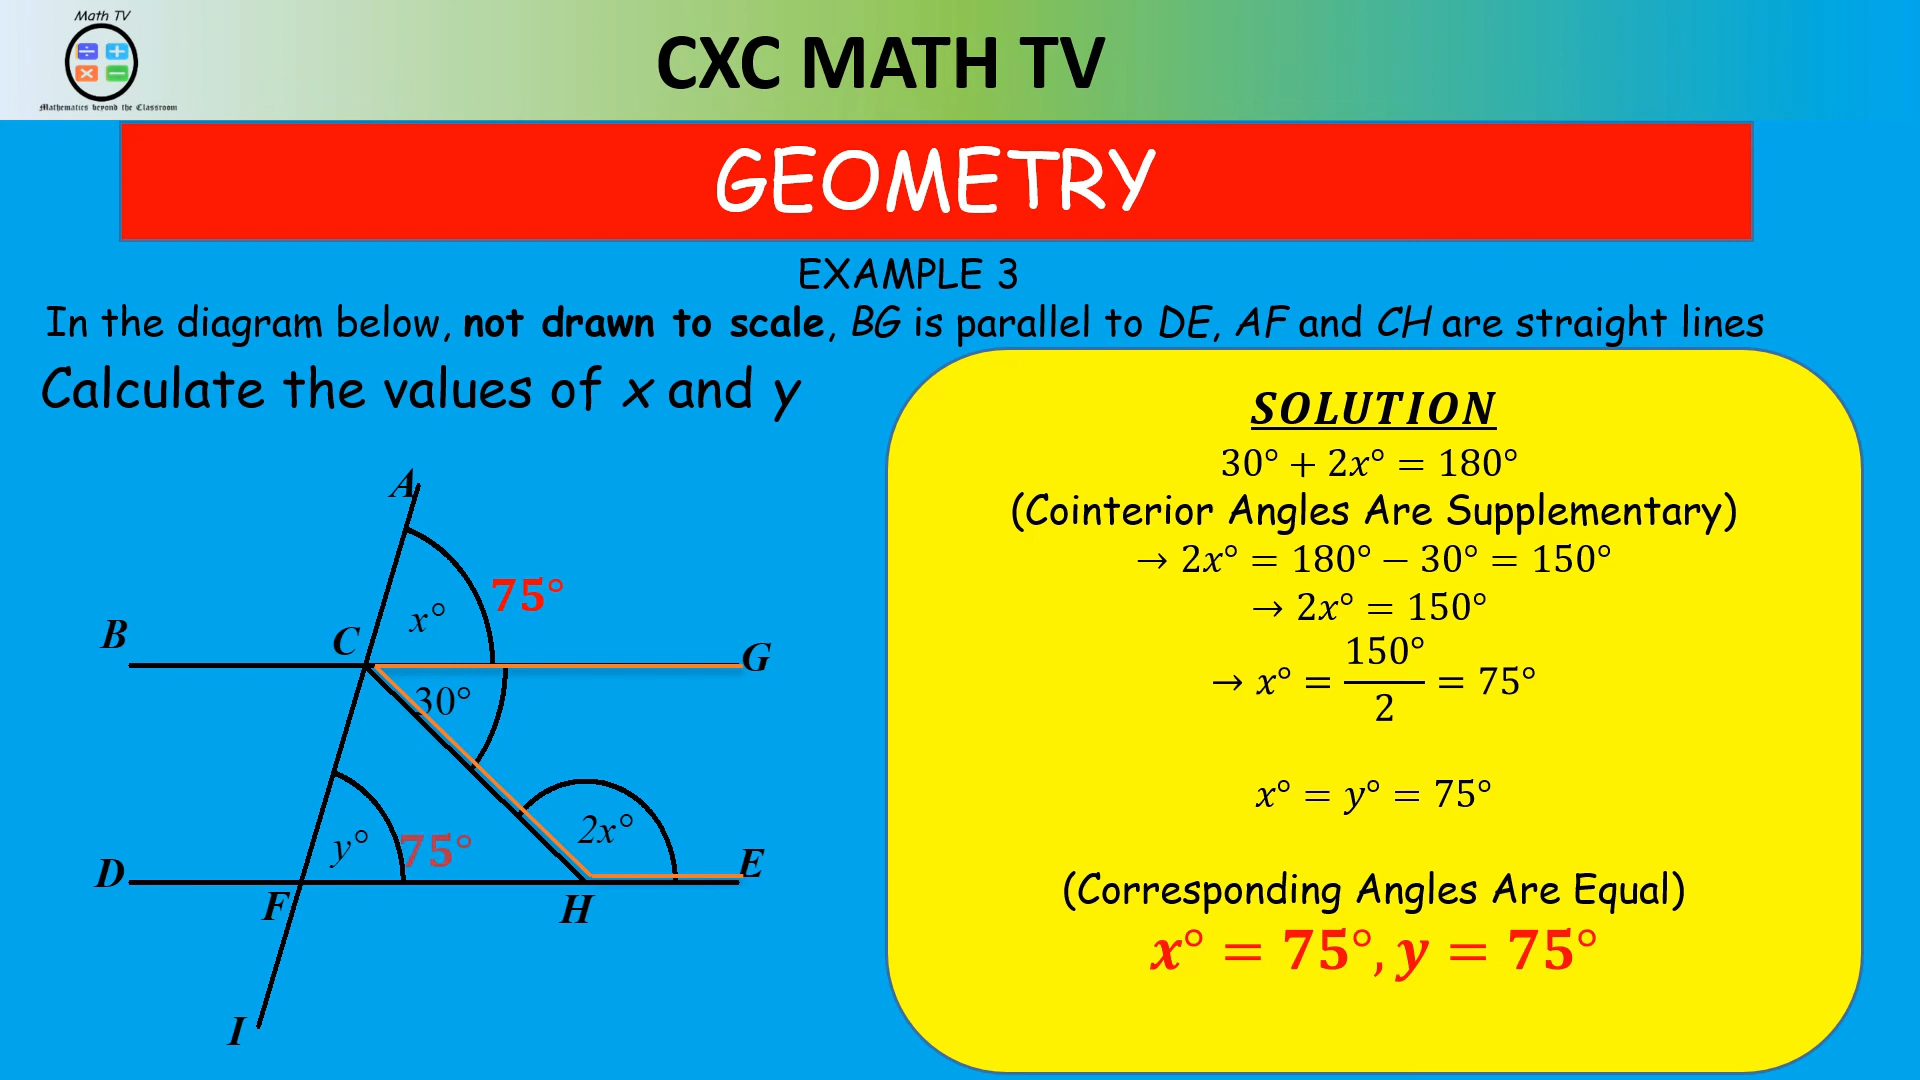 Math TV
Mathematics beyond the Classroom
CXC MATH TV
GEOMETRY
EXAMPLE 3
In the diagram below, not drawn to scale, BG is parallel to DE, AF and CH are straight lines
Calculate the values of x and y
A
75°
x°
B
C
G
30°
2x°
y°
75°
D
E
F
H
I
SOLUTION
30° + 2x° = 180°
(Cointerior Angles Are Supplementary)
→ 2x° = 180° − 30° = 150°
→ 2x° = 150°
→ x° = 150°/2 = 75°
x° = y° = 75°
(Corresponding Angles Are Equal)
x° = 75°, y = 75°